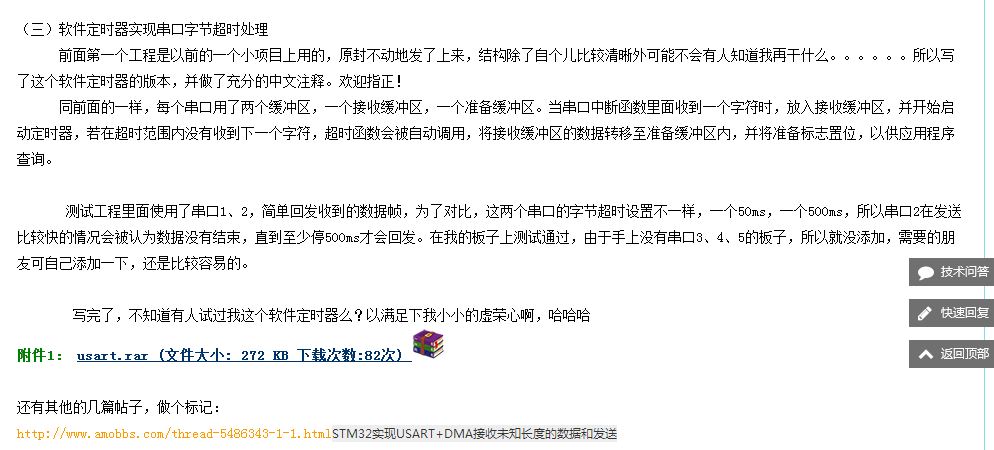 （三）软件定时器实现串口字节超时处理
前面第一个工程是以前的一个小项目上用的，原封不动地发了上来，结构除了自个儿比较清晰外可能不会有人知道我再干什么。。。。。。所以写
了这个软件定时器的版本，并做了充分的中文注释。欢迎指正！
同前面的一样，每个串口用了两个缓冲区，一个接收缓冲区，一个准备缓冲区。当串口中断函数里面收到一个字符时，放入接收缓冲区，并开始启
动定时器，若在超时范围内没有收到下一个字符，超时函数会被自动调用，将接收缓冲区的数据转移至准备缓冲区内，并将准备标志置位，以供应用程序
查询。
测试工程里面使用了串口1、2，简单回发收到的数据帧，为了对比，这两个串口的字节超时设置不一样，一个50ms，一个500ms，所以串口2在发送
比较快的情况会被认为数据没有结束，直到至少停500ms才会回发。在我的板子上测试通过，由于手上没有串口3、4、5的板子，所以就没添加，需要的朋
友可自己添加一下，还是比较容易的。
技术问答
写完了，不知道有人试过我这个软件定时器么？以满足下我小小的虚荣心啊，哈哈哈
快速回复
附件1： usart.rar (文件大小: 272 KB 下载次数:82次)
返回顶部
还有其他的几篇帖子，做个标记：
http://www.amobbs.com/thread-5486343-1-1.htmlSTM32实现USART+DMA接收未知长度的数据和发送